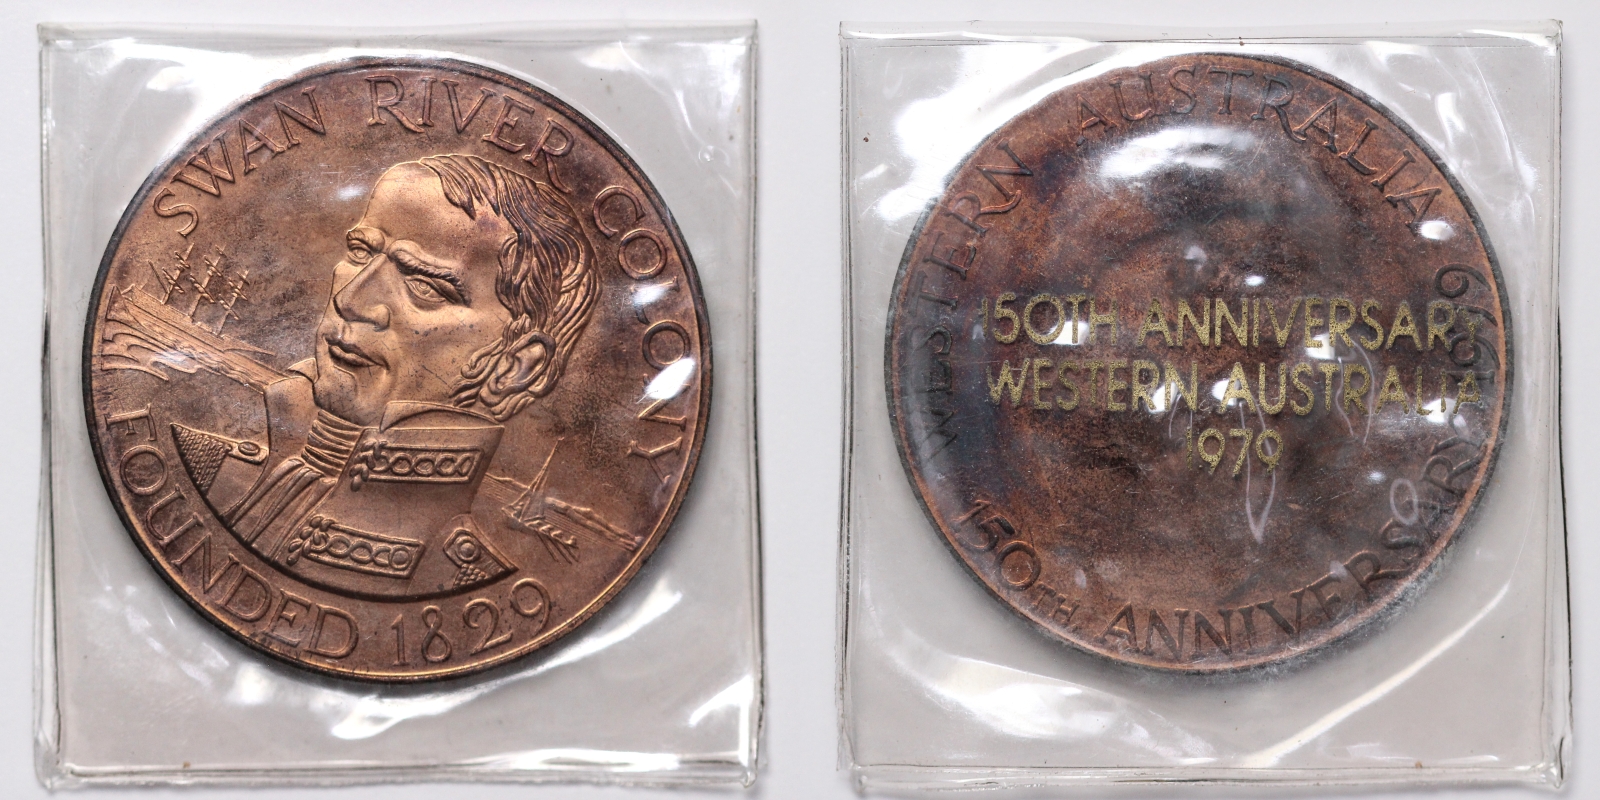 SWAN RIVER COLONY
FOUNDED 1829
WESTERN AUSTRALIA
150TH ANNIVERSARY 1979
150TH ANNIVERSARY
WESTERN AUSTRALIA
1979